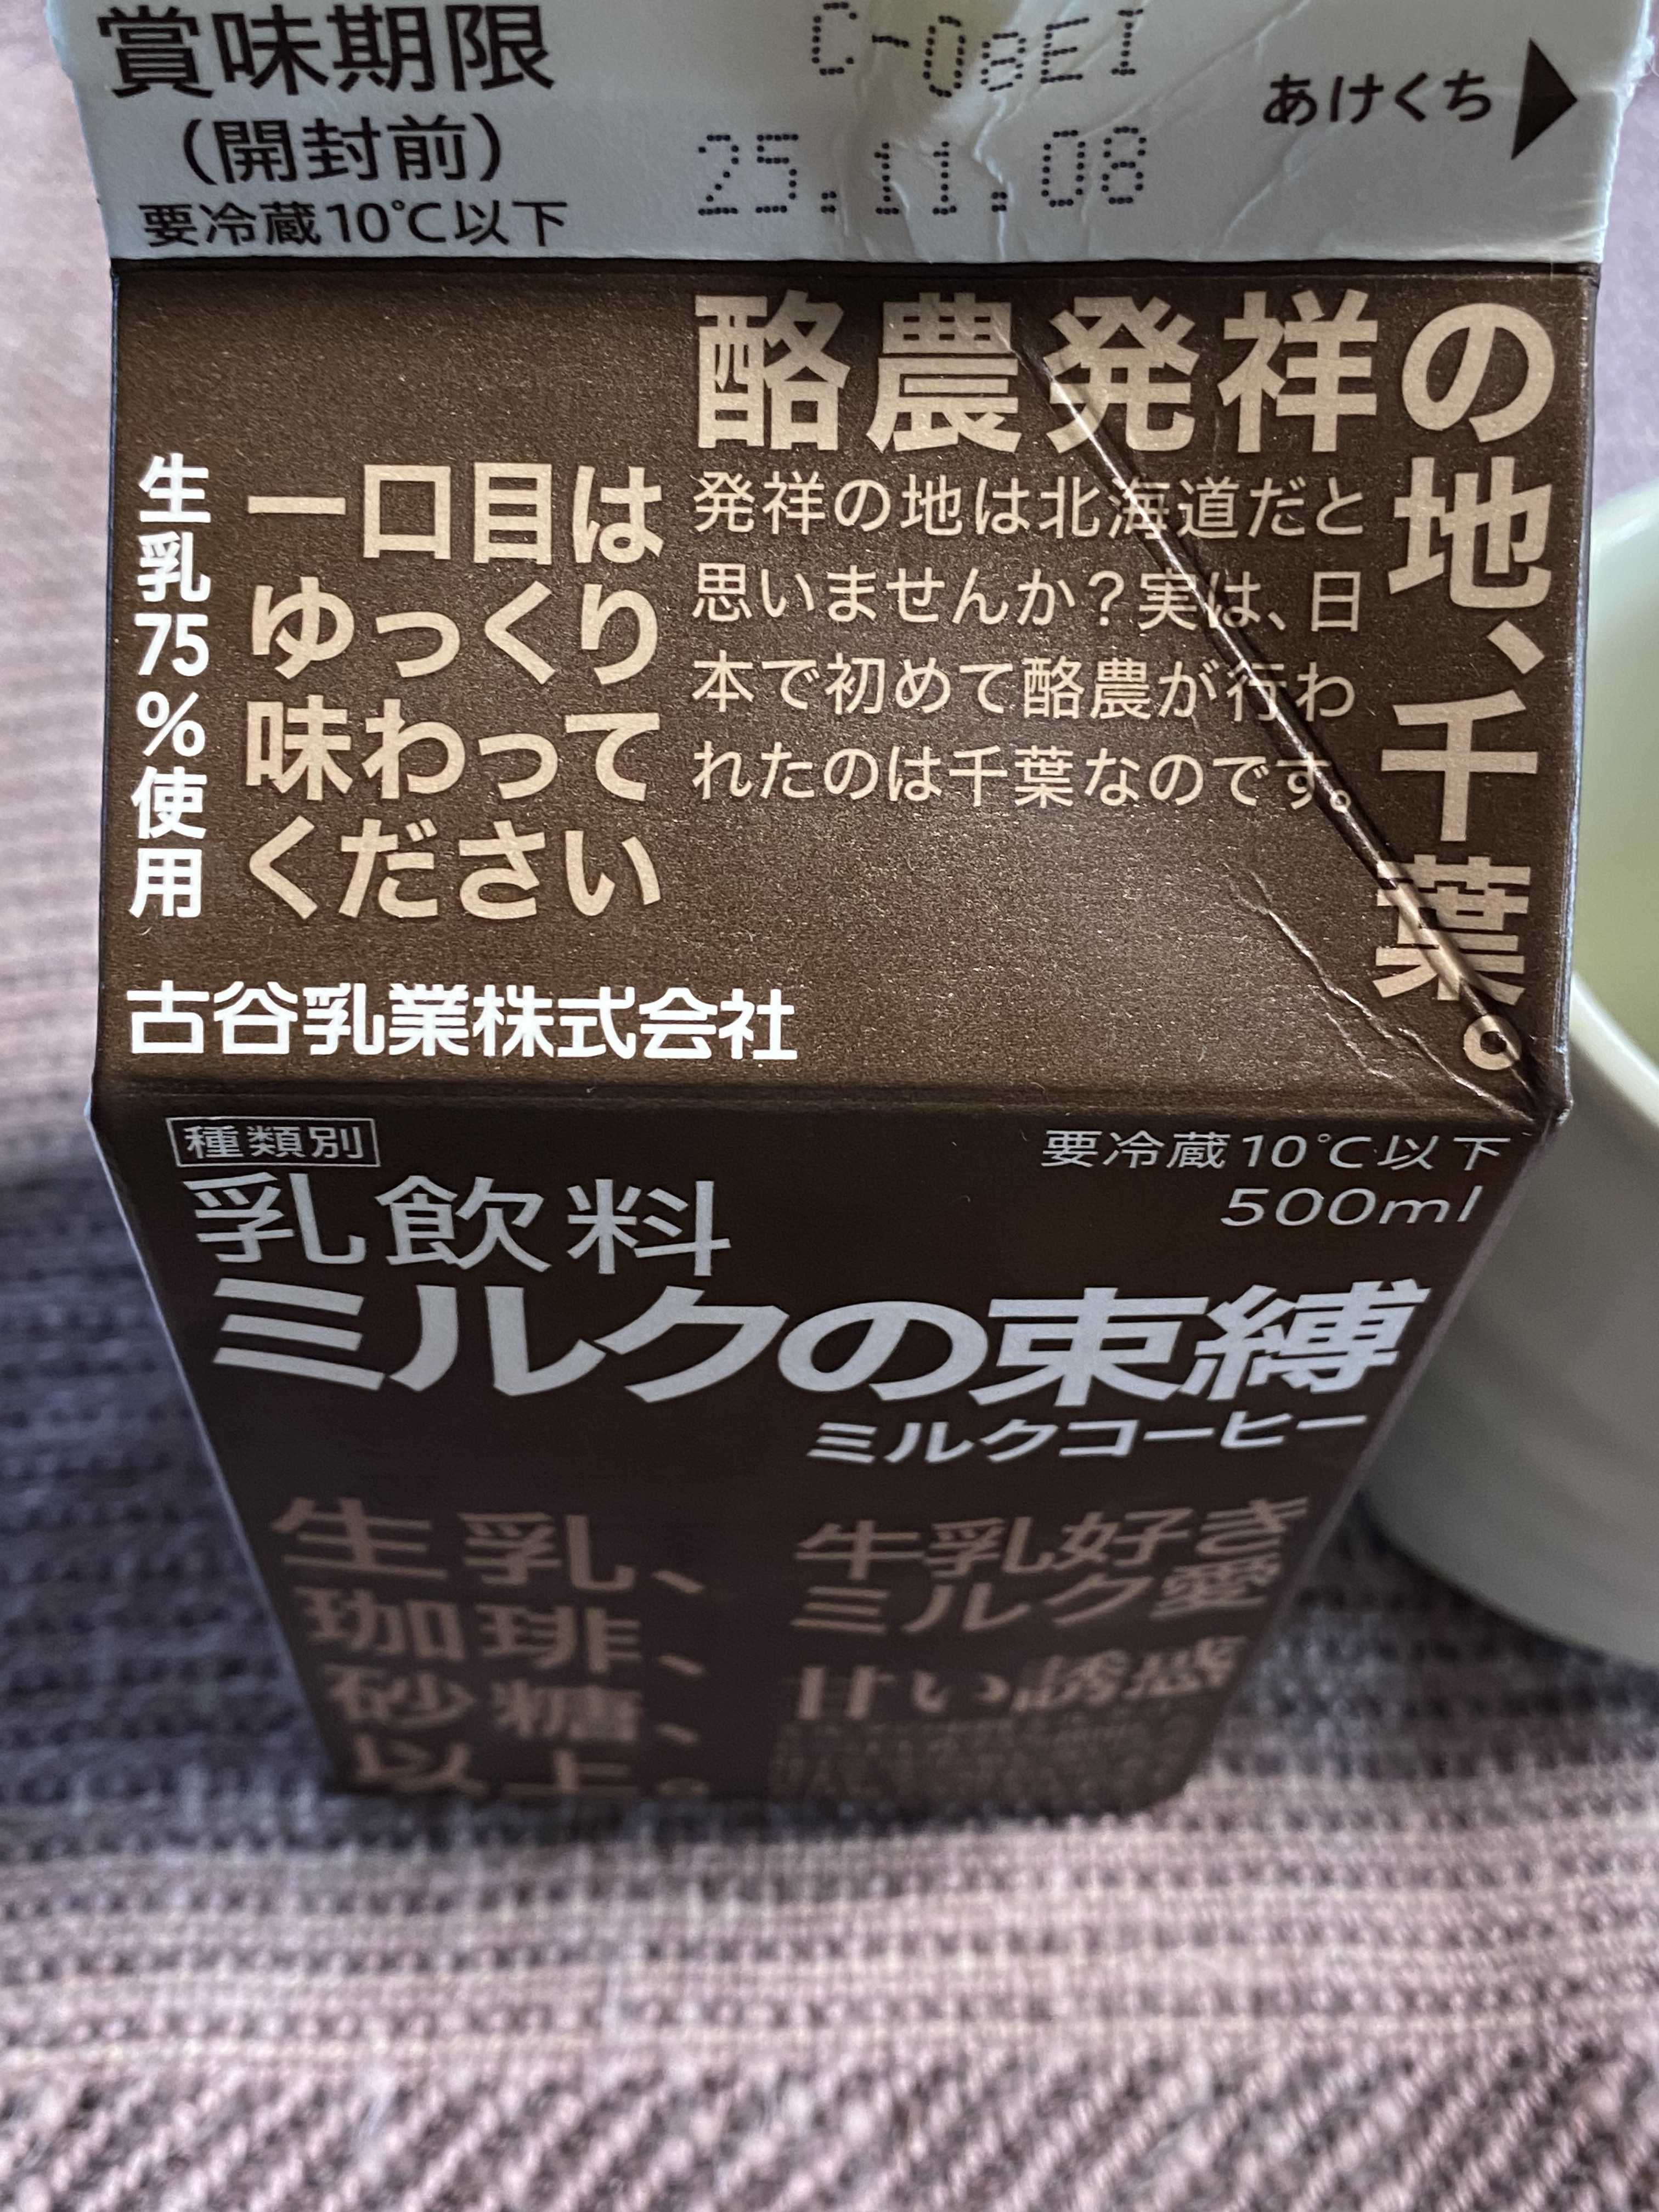 賞味期限
(開封前)
要冷蔵10℃以下
C-08EI
25.11.08
あけくち
酪農発祥の地、千葉。
発祥の地は北海道だと
思いませんか？実は、日
本で初めて酪農が行わ
れたのは千葉なのです。
一口目は
ゆっくり
味わって
ください
生乳75%使用
古谷乳業株式会社
種類別
乳飲料
要冷蔵10℃以下
500ml
ミルクの束縛
ミルクコーヒー
生乳、
珈琲、
砂糖、
以上。
牛乳好き
ミルク愛
甘い誘惑